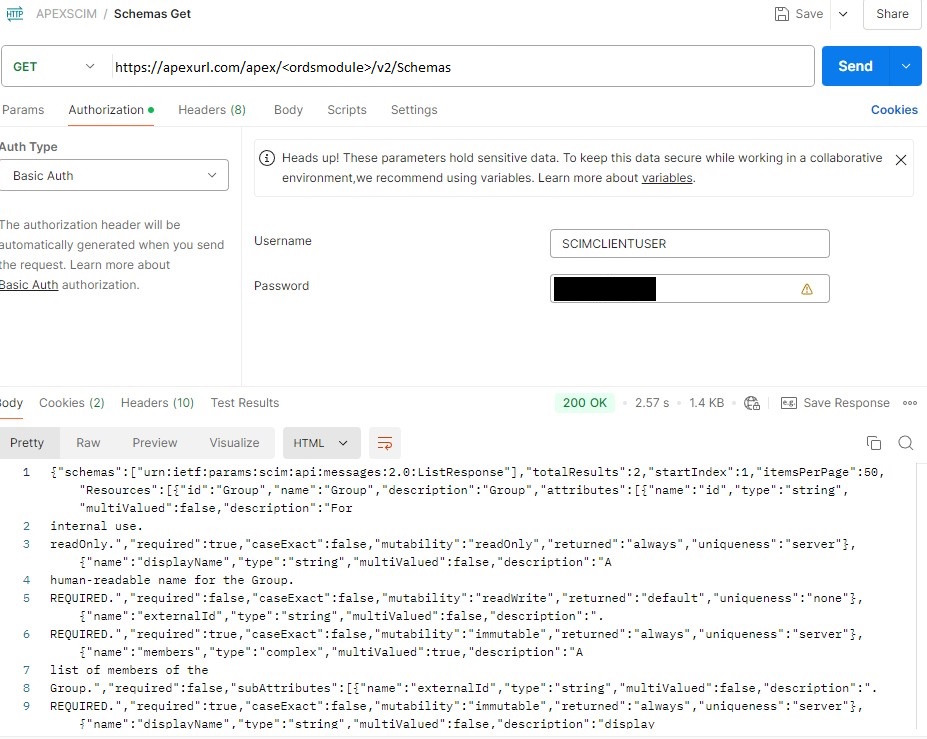 HTTP APEXSCIM / Schemas Get Save Share
GET https://apexurl.com/apex/<ordsmodule>/v2/Schemas Send
Params Authorization Headers (8) Body Scripts Settings Cookies
Auth Type
Basic Auth
The authorization header will be
automatically generated when you send
the request. Learn more about
Basic Auth authorization.
Heads up! These parameters hold sensitive data. To keep this data secure while working in a collaborative
environment,we recommend using variables. Learn more about variables.
Username SCIMCLIENTUSER
Password
Body Cookies (2) Headers (10) Test Results 200 OK 2.57 s 1.4 KB e.g. Save Response
Pretty Raw Preview Visualize HTML
1 {"schemas":["urn:ietf:params:scim:api:messages:2.0:ListResponse"],"totalResults":2,"startIndex":1,"itemsPerPage":50,
"Resources":[{"id":"Group","name":"Group","description":"Group","attributes":[{"name":"id","type":"string",
"multiValued":false,"description":"For
2 internal use.
3 readOnly.","required":true,"caseExact":false,"mutability":"readOnly","returned":"always","uniqueness":"server"},
{"name":"displayName","type":"string","multiValued":false,"description":"A
4 human-readable name for the Group.
5 REQUIRED.","required":false,"caseExact":false,"mutability":"readWrite","returned":"default","uniqueness":"none"},
{"name":"externalId","type":"string","multiValued":false,"description":".
6 REQUIRED.","required":true,"caseExact":false,"mutability":"immutable","returned":"always","uniqueness":"server"},
{"name":"members","type":"complex","multiValued":true,"description":"A
7 list of members of the
8 Group.","required":false,"subAttributes":[{"name":"externalId","type":"string","multiValued":false,"description":".
9 REQUIRED.","required":true,"caseExact":false,"mutability":"immutable","returned":"always","uniqueness":"server"},
{"name":"displayName","type":"string","multiValued":false,"description":"display